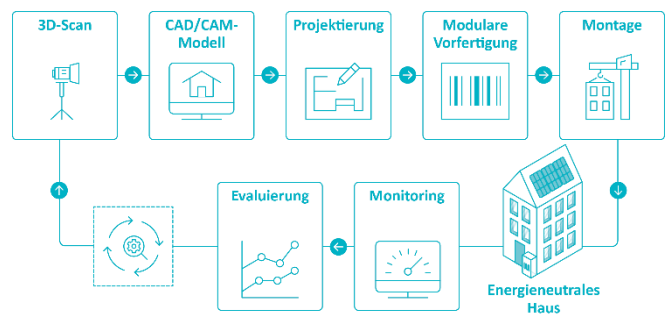 3D-Scan
CAD/CAM-
Modell
Projektierung
Modulare
Vorfertigung
Montage
Evaluierung
Monitoring
Energieneutrales
Haus